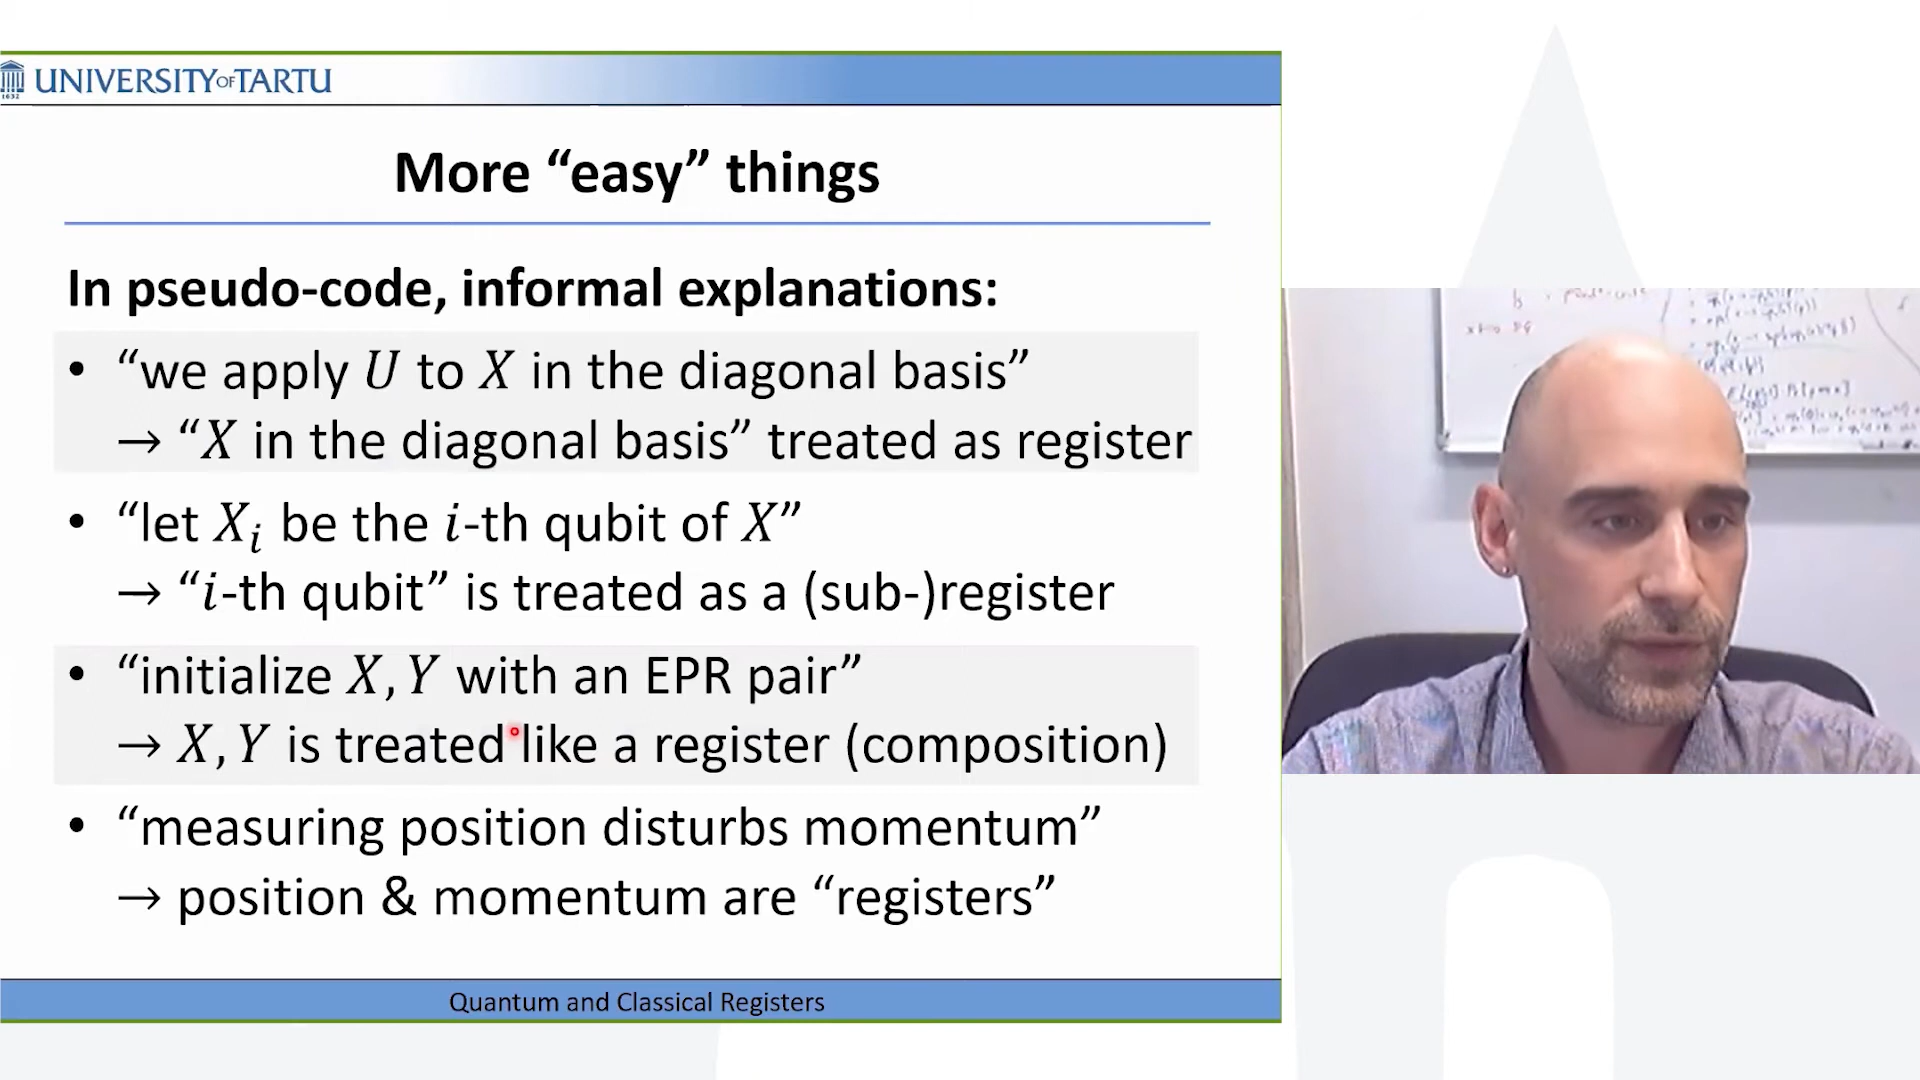 UNIVERSITY OF TARTU
1632
More “easy” things
In pseudo-code, informal explanations:
• “we apply U to X in the diagonal basis”
→ “X in the diagonal basis” treated as register
• “let Xᵢ be the i-th qubit of X”
→ “i-th qubit” is treated as a (sub-)register
• “initialize X, Y with an EPR pair”
→ X, Y is treated like a register (composition)
• “measuring position disturbs momentum”
→ position & momentum are “registers”
Quantum and Classical Registers